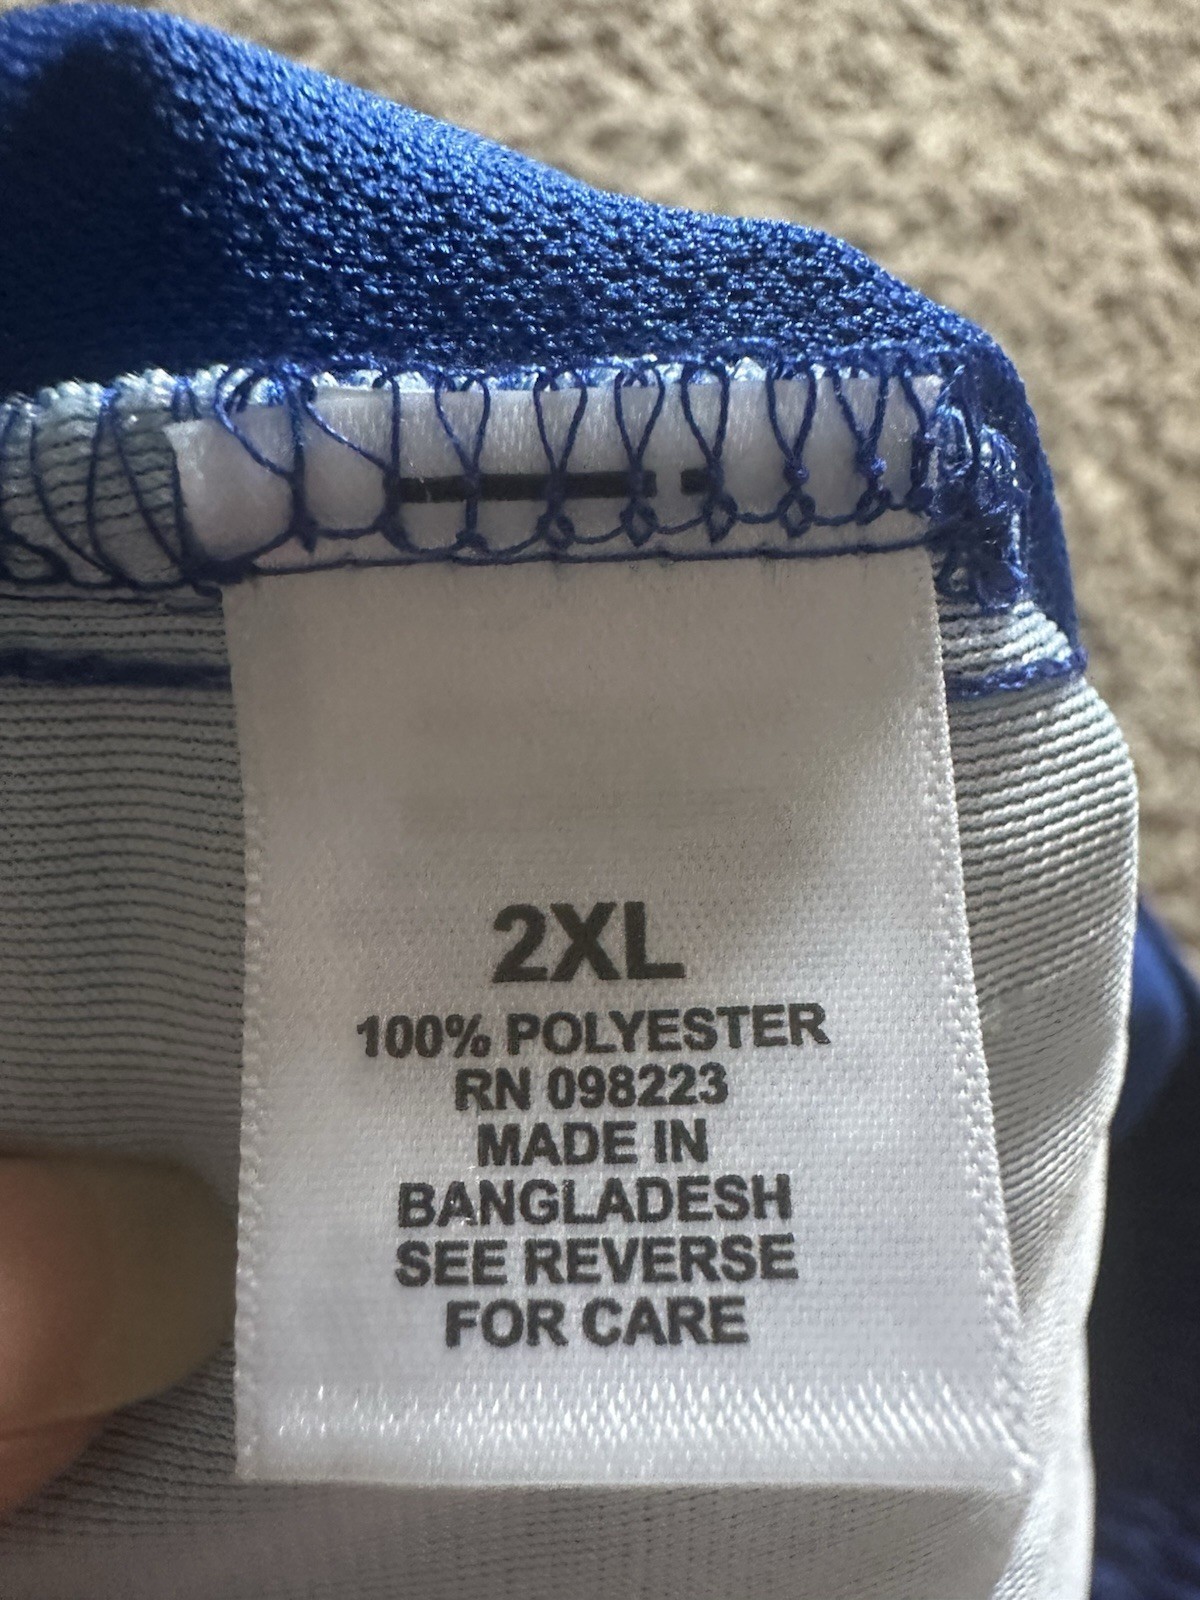 2XL
100% POLYESTER
RN 098223
MADE IN
BANGLADESH
SEE REVERSE
FOR CARE